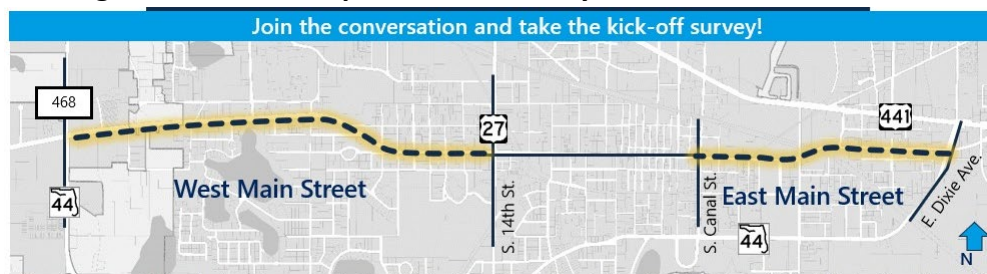 Join the conversation and take the kick-off survey!
468
441
27
West Main Street
East Main Street
44
S. 14th St.
S. Canal St.
E. Dixie Ave.
44
N